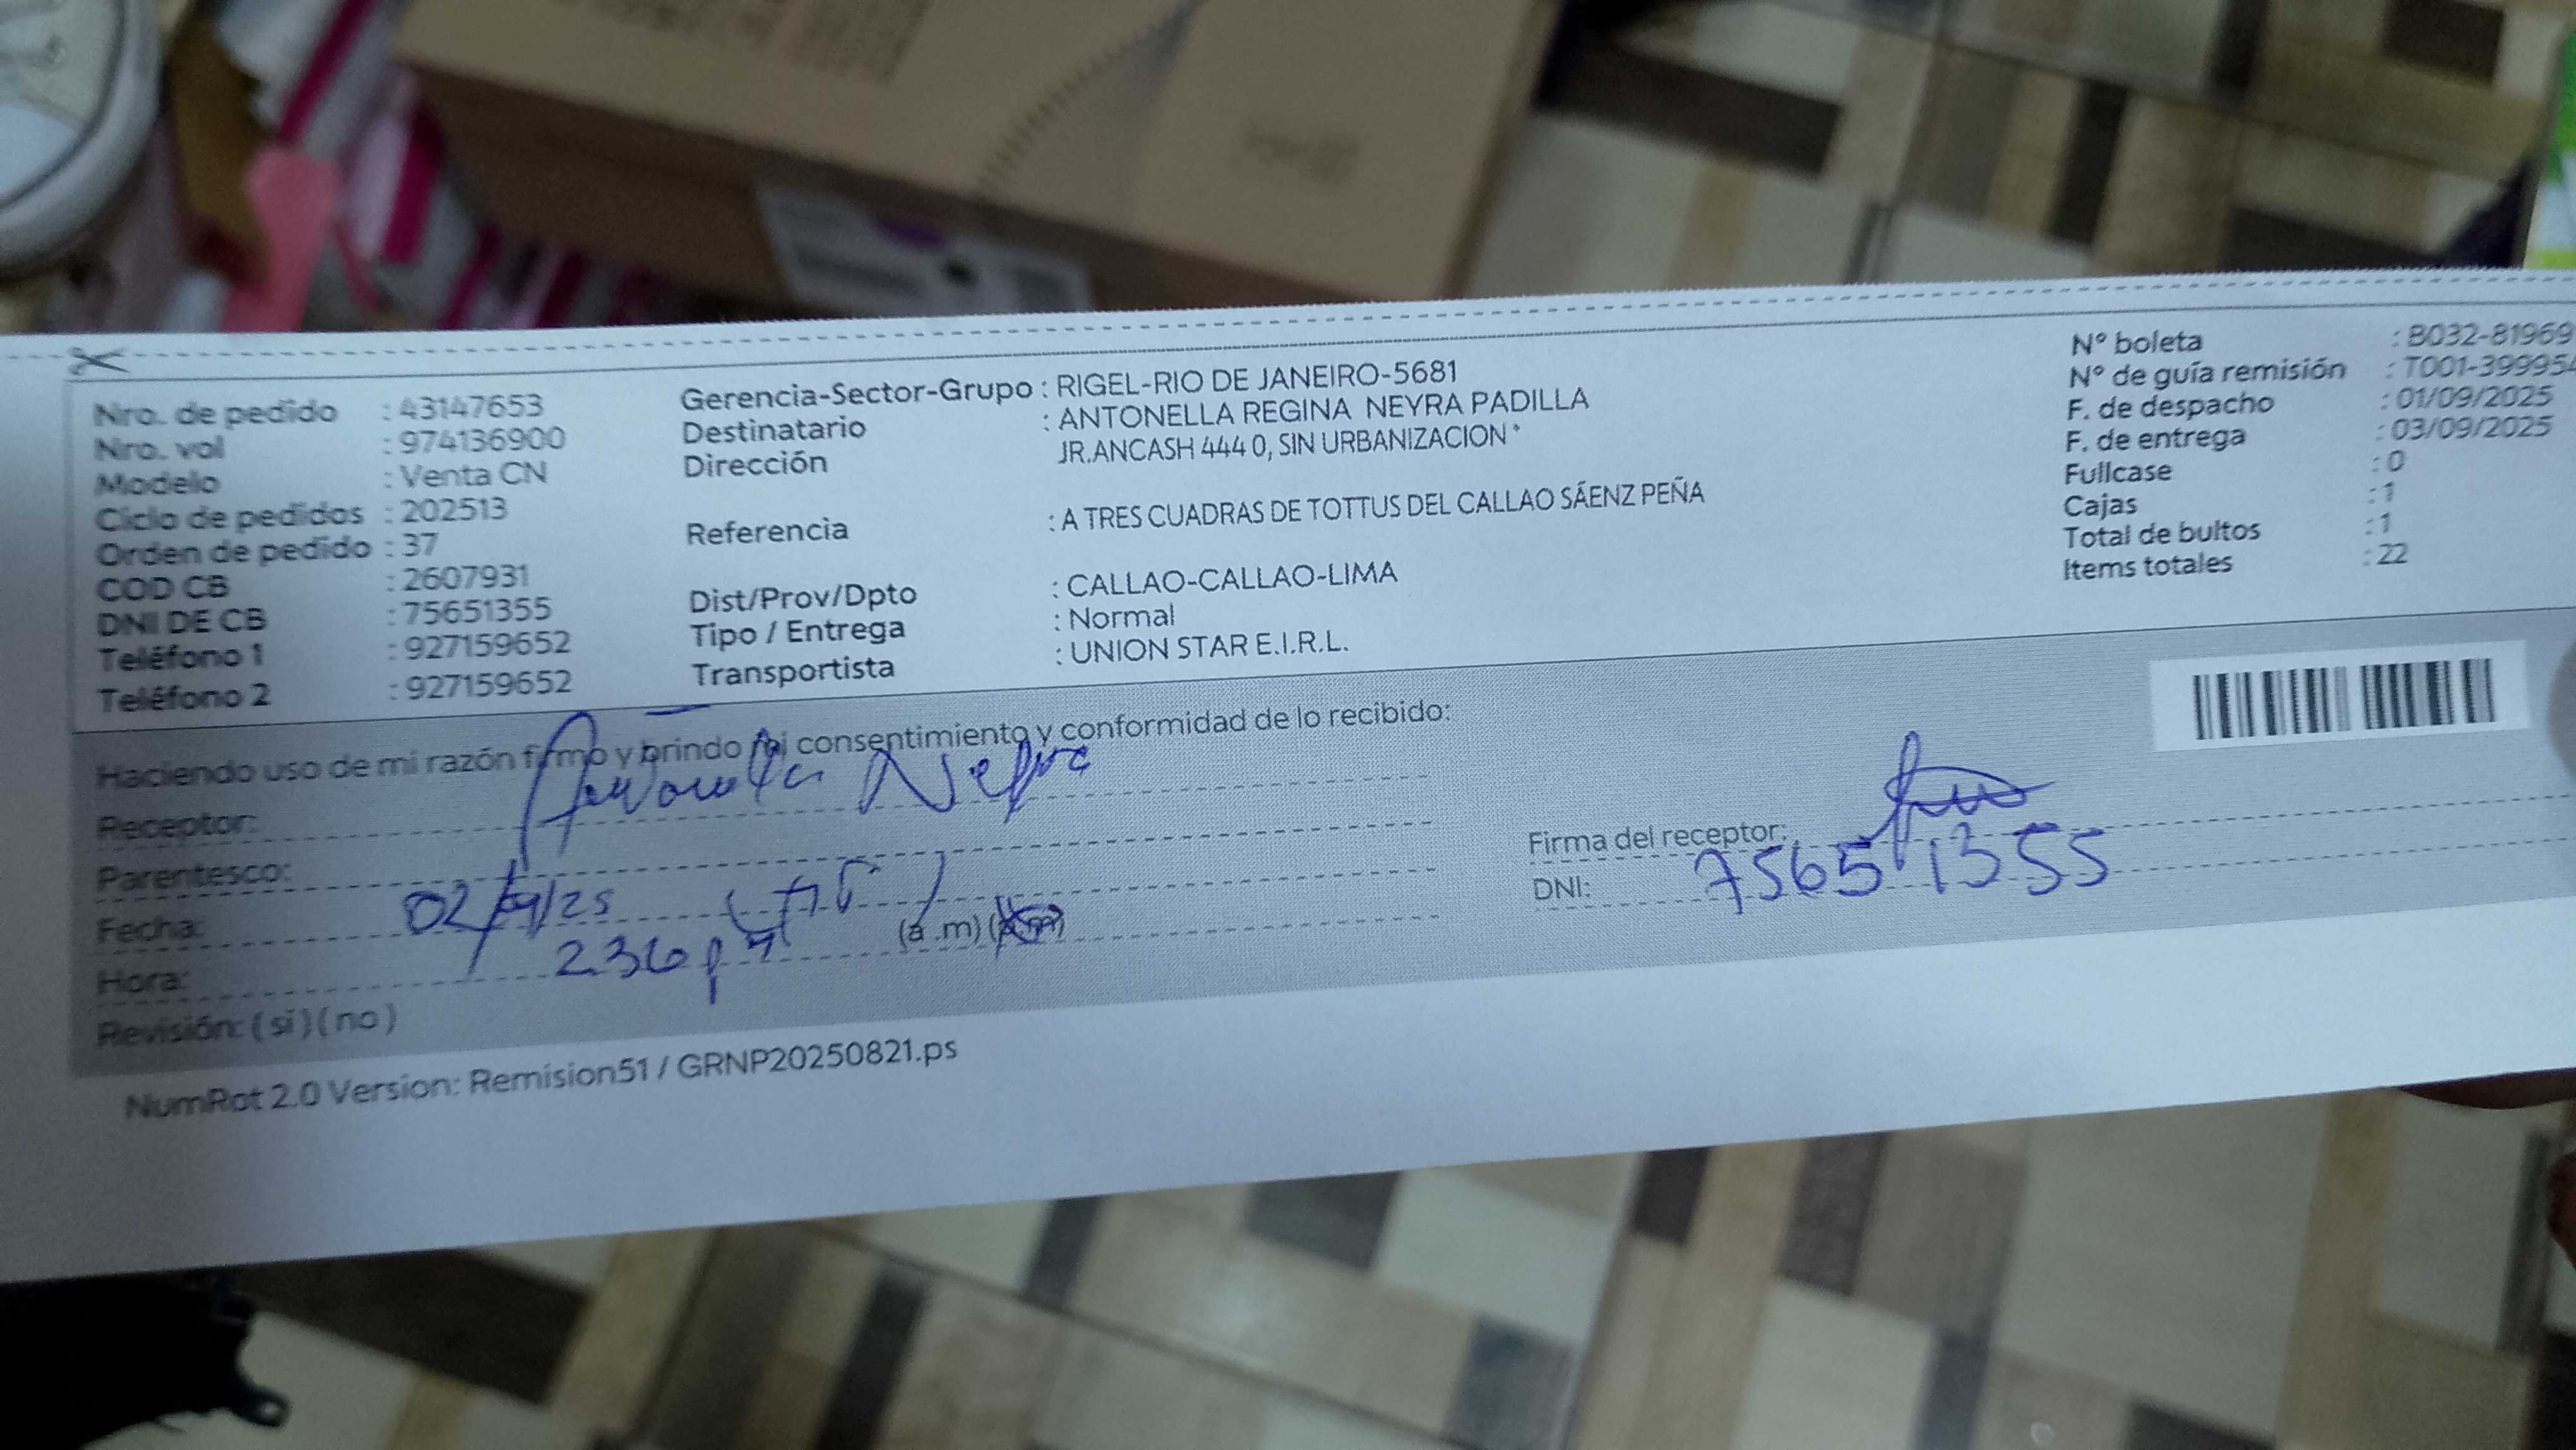 Nro. de pedido : 43147653
Nro. vol : 974136900
Modelo : Venta CN
Ciclo de pedidos : 202513
Orden de pedido : 37
COD CB : 2607931
DNI DE CB : 75651355
Teléfono 1 : 927159652
Teléfono 2 : 927159652
Gerencia-Sector-Grupo : RIGEL-RIO DE JANEIRO-5681
Destinatario : ANTONELLA REGINA NEYRA PADILLA
Dirección JR.ANCASH 444 0, SIN URBANIZACION *
Referencia : A TRES CUADRAS DE TOTTUS DEL CALLAO SÁENZ PEÑA
Dist/Prov/Dpto : CALLAO-CALLAO-LIMA
Tipo / Entrega : Normal
Transportista : UNION STAR E.I.R.L.
N° boleta : B032-81969
N° de guía remisión : T001-399954
F. de despacho : 01/09/2025
F. de entrega : 03/09/2025
Fullcase : 0
Cajas : 1
Total de bultos : 1
Items totales : 22
Haciendo uso de mi razón firmo y brindo mi consentimiento y conformidad de lo recibido:
Receptor: Neyra
Parentesco:
Fecha: 02/09/25
Hora: 2:36 pm (a .m)
Revisión: (si) (no)
Firma del receptor:
DNI: 75651355
NumRot 2.0 Version: Remision51 / GRNP20250821.ps